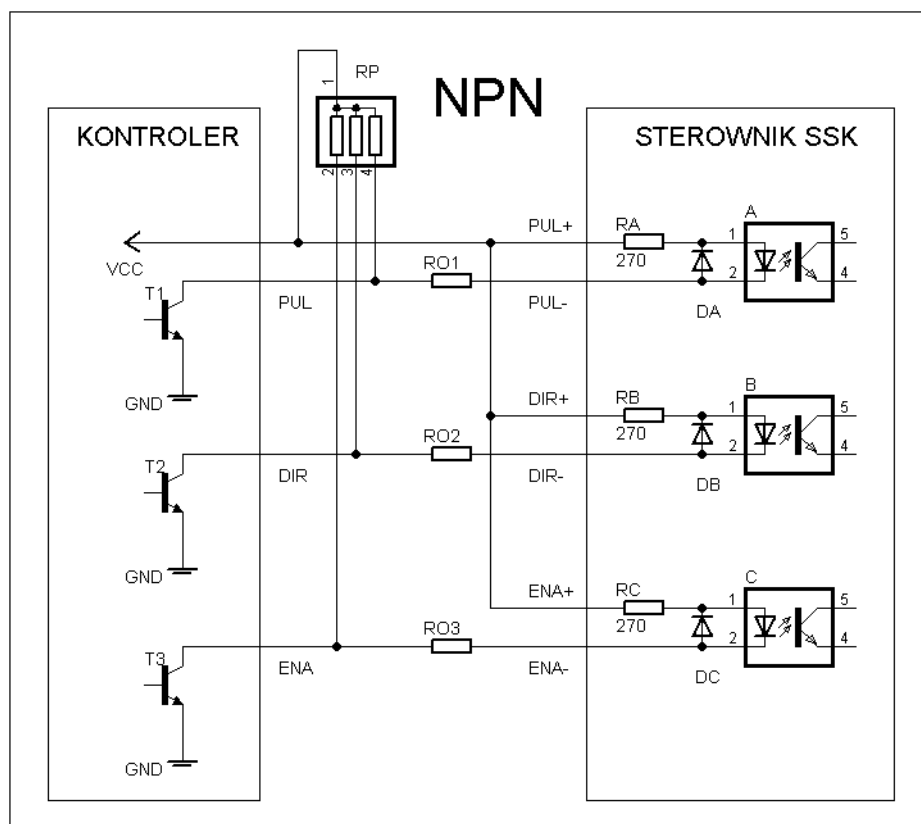 NPN
RP
1
2
3
4
KONTROLER
STEROWNIK SSK
VCC
T1
GND
PUL
RO1
PUL+
PUL-
RA
270
DA
A
1
2
5
4
T2
GND
DIR
RO2
DIR+
DIR-
RB
270
DB
B
1
2
5
4
T3
GND
ENA
RO3
ENA+
ENA-
RC
270
DC
C
1
2
5
4